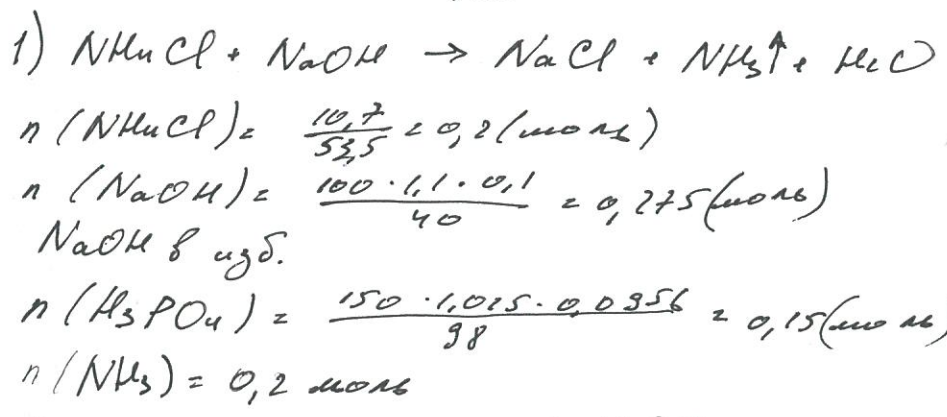 1) NH₄Cl + NaOH → NaCl + NH₃↑ + H₂O
n (NH₄Cl) = 10,7/53,5 = 0,2 (моль)
n (NaOH) = 100 · 1,1 · 0,1/40 = 0,275 (моль)
NaOH в изб.
n (H₃PO₄) = 150 · 1,025 · 0,0956/98 = 0,15 (моль)
n (NH₃) = 0,2 моль